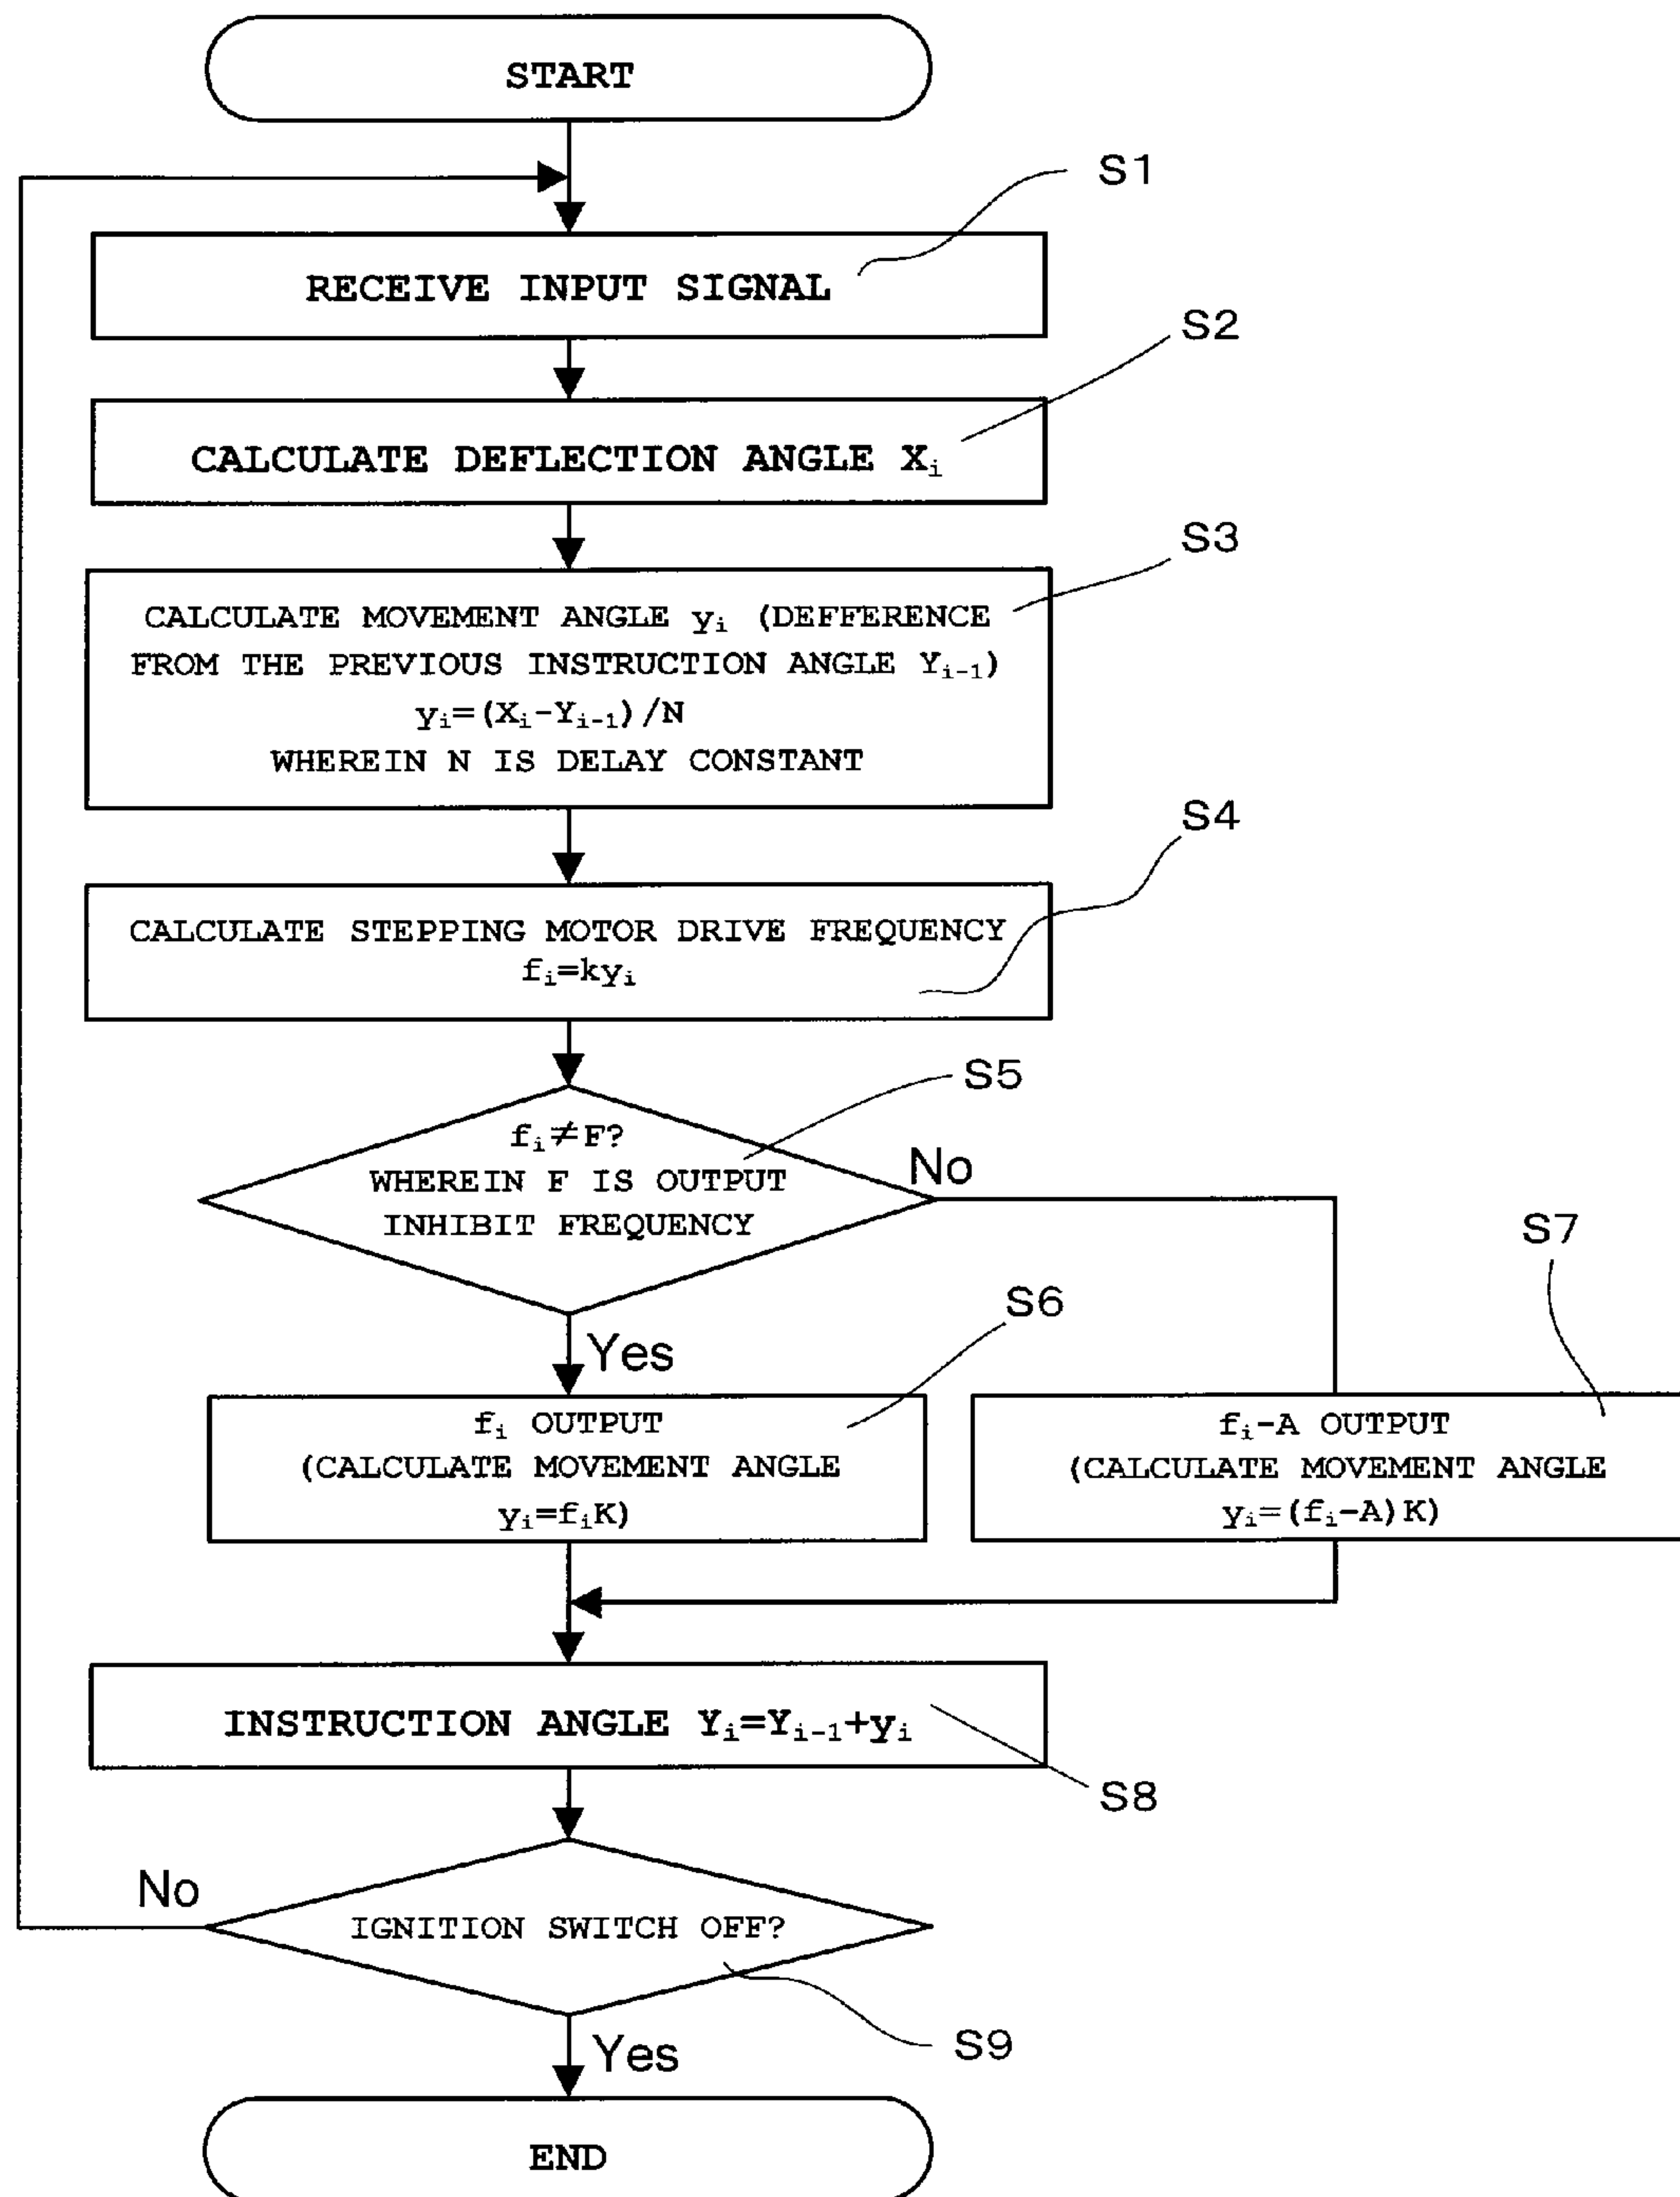 START
S1
RECEIVE INPUT SIGNAL
S2
CALCULATE DEFLECTION ANGLE Xi
S3
CALCULATE MOVEMENT ANGLE yi (DEFFERENCE
FROM THE PREVIOUS INSTRUCTION ANGLE Yi-1)
yi=(Xi-Yi-1)/N
WHEREIN N IS DELAY CONSTANT
S4
CALCULATE STEPPING MOTOR DRIVE FREQUENCY
fi=kyi
S5
fi≠F?
WHEREIN F IS OUTPUT
INHIBIT FREQUENCY
No
Yes
S6
fi OUTPUT
(CALCULATE MOVEMENT ANGLE
yi=fiK)
S7
fi-A OUTPUT
(CALCULATE MOVEMENT ANGLE
yi=(fi-A)K)
INSTRUCTION ANGLE Yi=Yi-1+yi
S8
No
IGNITION SWITCH OFF?
S9
Yes
END